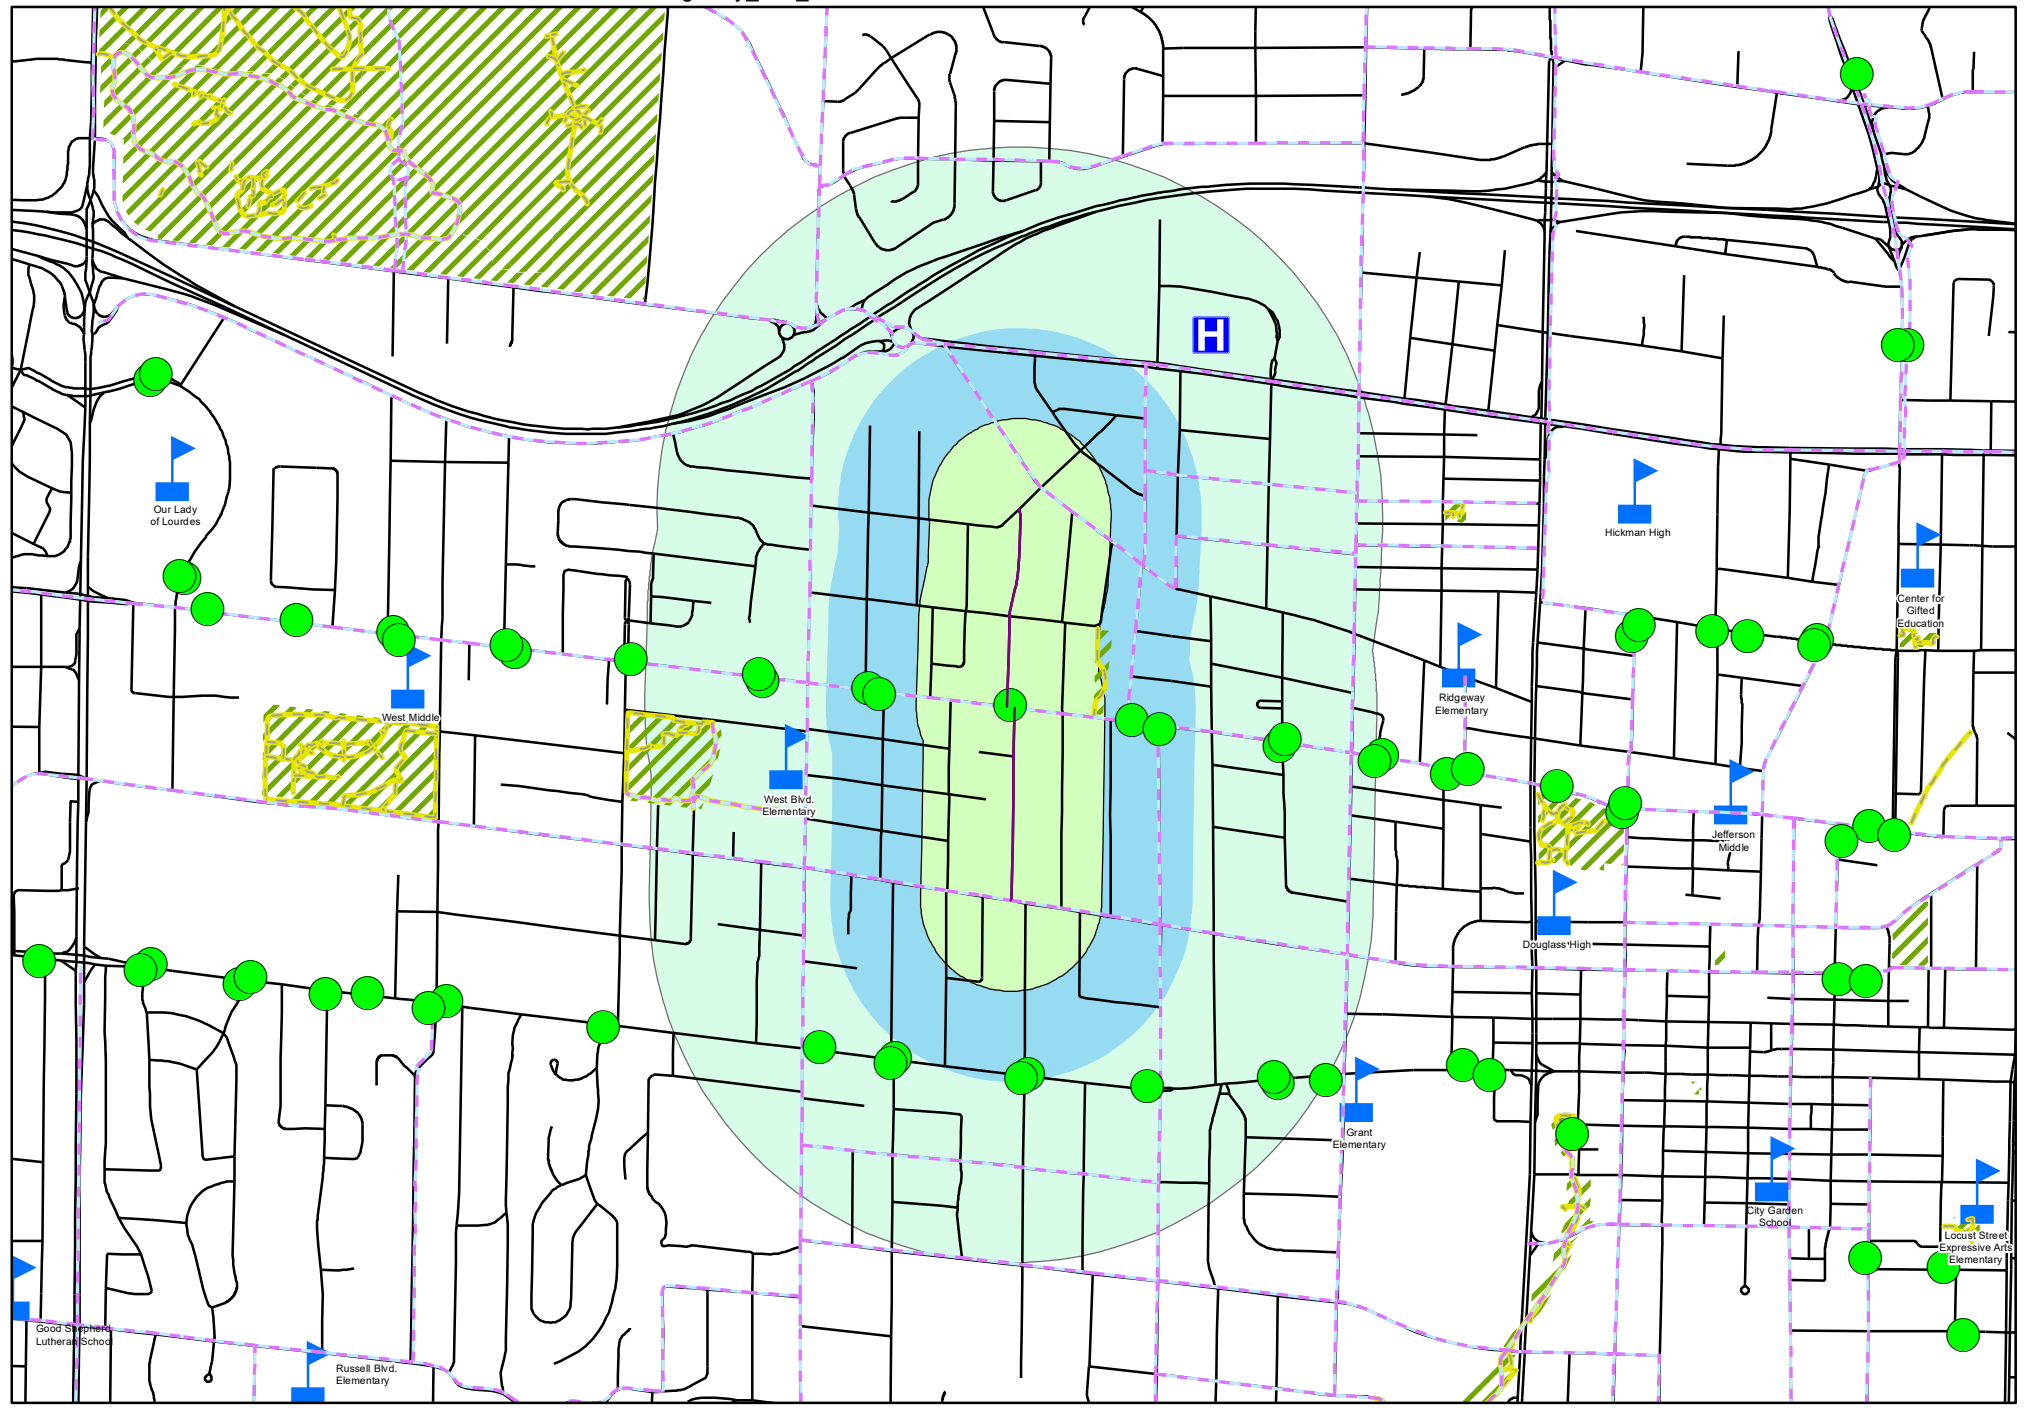 H
Our Lady
of Lourdes
Hickman High
Center for
Gifted
Education
West Middle
Ridgeway
Elementary
West Blvd.
Elementary
Jefferson
Middle
Douglass High
Grant
Elementary
City Garden
School
Locust Street
Expressive Arts
Elementary
Good Shepherd
Lutheran School
Russell Blvd.
Elementary